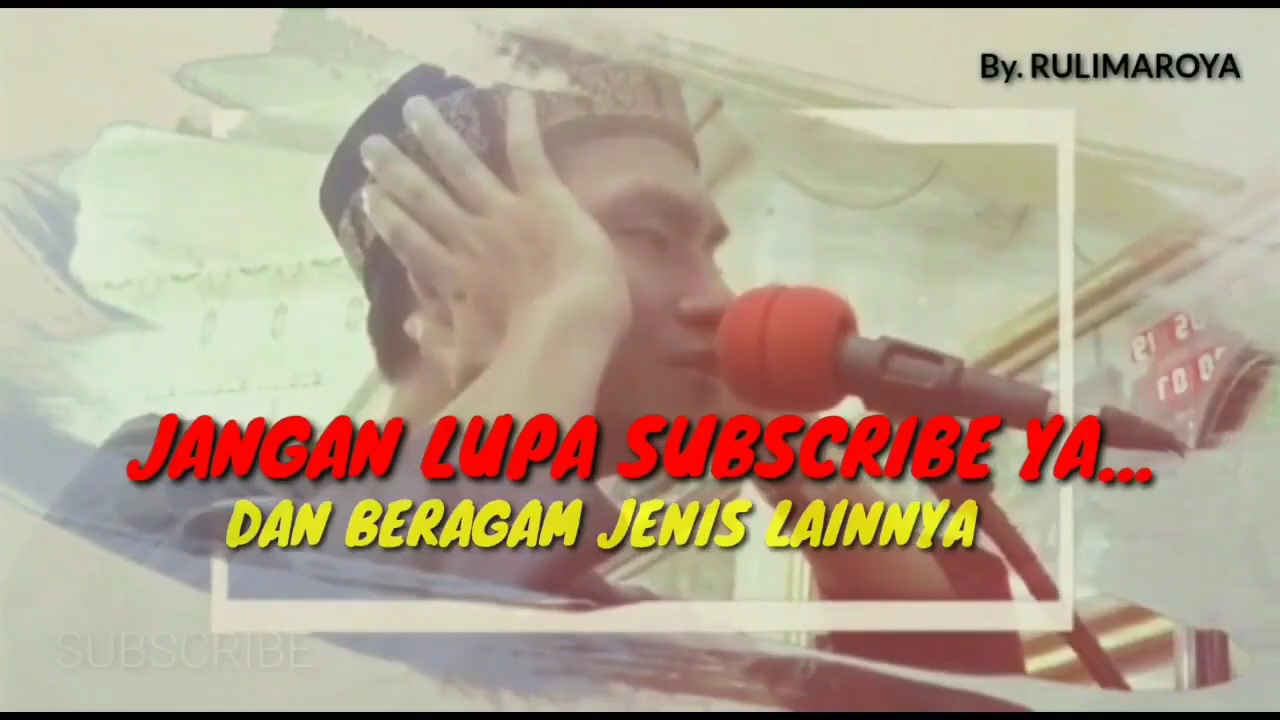 By. RULIMAROYA
JANGAN LUPA SUBSCRIBE YA...
DAN BERAGAM JENIS LAINNYA
SUBSCRIBE